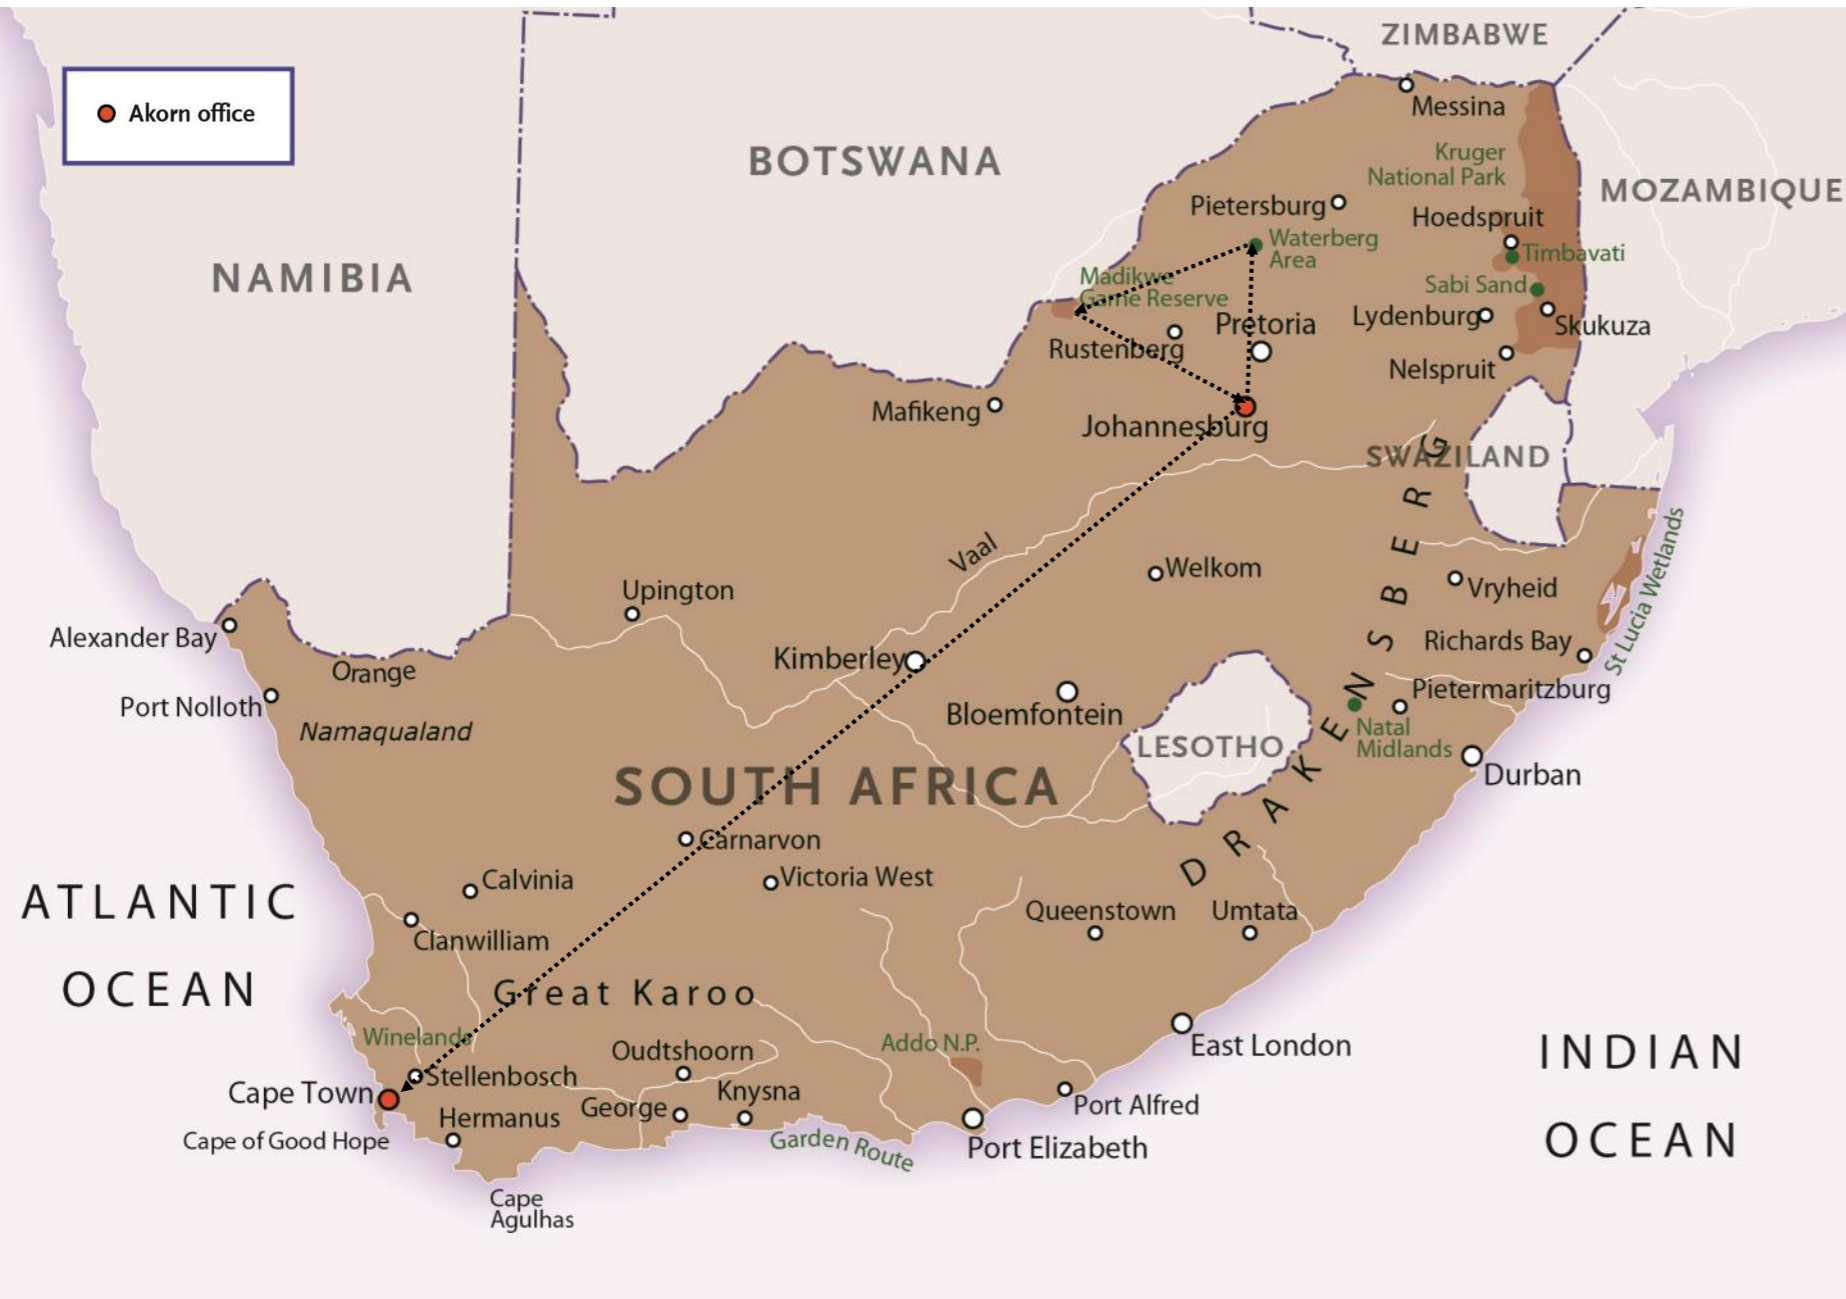 ZIMBABWE
Akorn office
Messina
BOTSWANA
Kruger
National Park
MOZAMBIQUE
Pietersburg
Hoedspruit
Waterberg
Area
Timbavati
NAMIBIA
Madikwe
Game Reserve
Sabi Sand
Lydenburg
Skukuza
Pretoria
Rustenberg
Nelspruit
Mafikeng
Johannesburg
SWAZILAND
DRAKENSBERG
Vaal
Welkom
Vryheid
St Lucia Wetlands
Upington
Alexander Bay
Richards Bay
Orange
Kimberley
Port Nolloth
Pietermaritzburg
Namaqualand
Bloemfontein
Natal
Midlands
LESOTHO
Durban
SOUTH AFRICA
Carnarvon
Calvinia
Victoria West
ATLANTIC
OCEAN
Queenstown
Umtata
Clanwilliam
Great Karoo
Winelands
Addo N.P.
East London
INDIAN
OCEAN
Oudtshoorn
Stellenbosch
Cape Town
Knysna
Port Alfred
Hermanus
George
Cape of Good Hope
Garden Route
Port Elizabeth
Cape
Agulhas